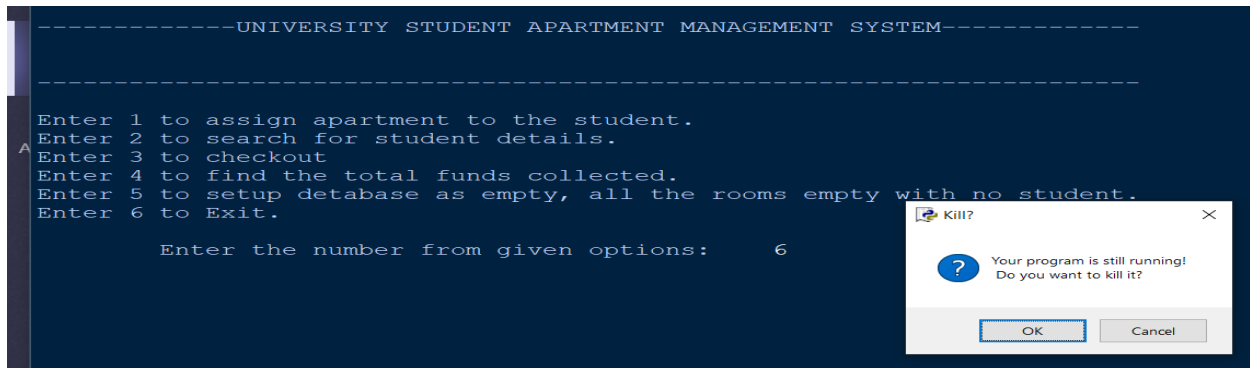 -------------UNIVERSITY STUDENT APARTMENT MANAGEMENT SYSTEM-------------
------------------------------------------------------------------------
Enter 1 to assign apartment to the student.
A
Enter 2 to search for student details.
Enter 3 to checkout
Enter 4 to find the total funds collected.
Enter 5 to setup detabase as empty, all the rooms empty with no student.
Enter 6 to Exit.
Enter the number from given options: 6
Kill?
Your program is still running!
Do you want to kill it?
OK
Cancel